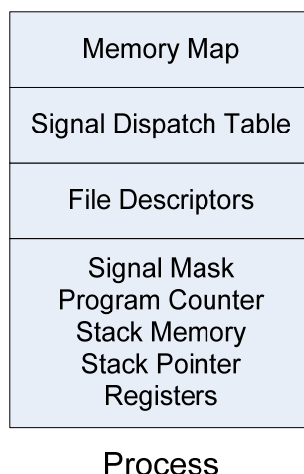 Memory Map
Signal Dispatch Table
File Descriptors
Signal Mask
Program Counter
Stack Memory
Stack Pointer
Registers
Process